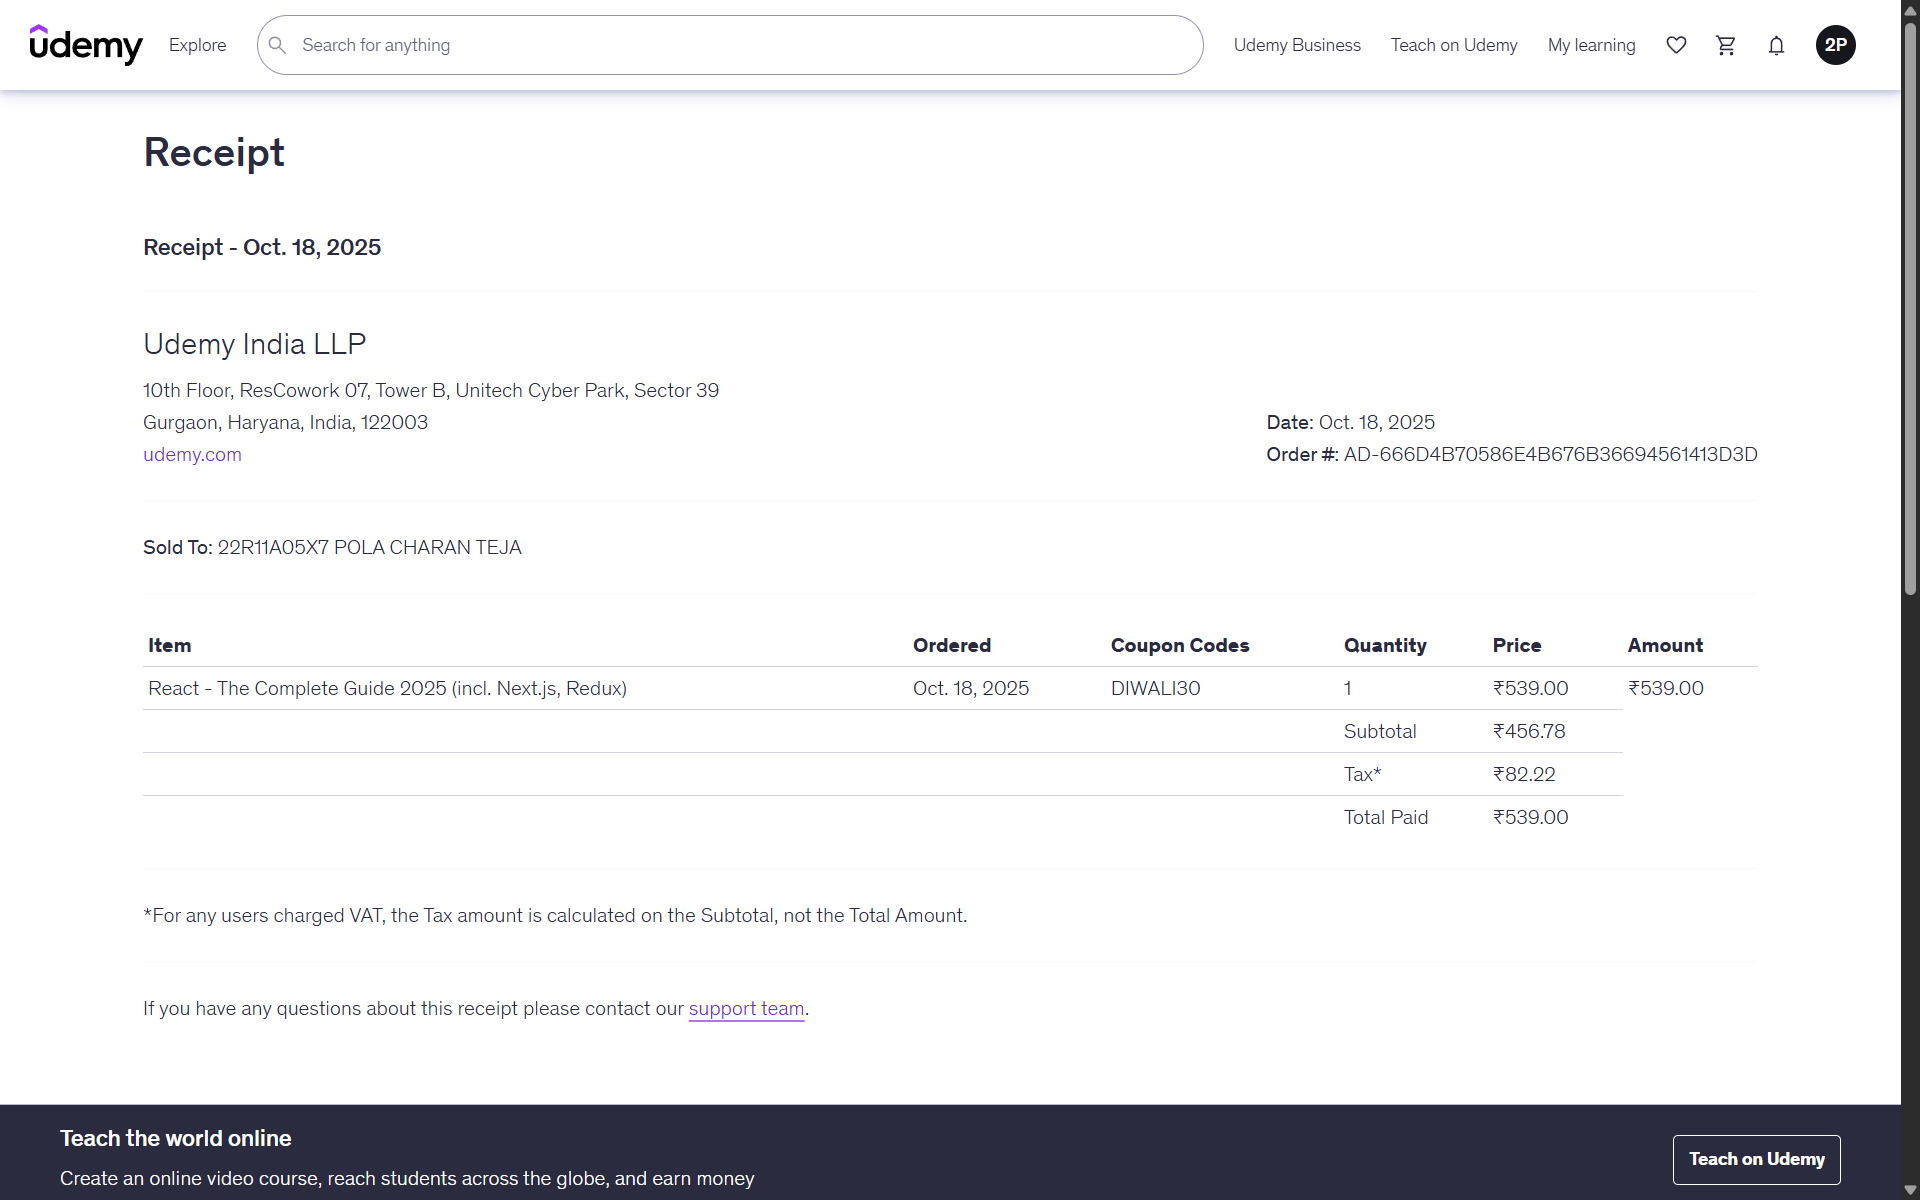 udemy Explore Search for anything Udemy Business Teach on Udemy My learning 2P
Receipt
Receipt - Oct. 18, 2025
Udemy India LLP
10th Floor, ResCowork 07, Tower B, Unitech Cyber Park, Sector 39
Gurgaon, Haryana, India, 122003
udemy.com
Date: Oct. 18, 2025
Order #: AD-666D4B70586E4B676B36694561413D3D
Sold To: 22R11A05X7 POLA CHARAN TEJA
Item Ordered Coupon Codes Quantity Price Amount
React - The Complete Guide 2025 (incl. Next.js, Redux) Oct. 18, 2025 DIWALI30 1 ₹539.00 ₹539.00
Subtotal ₹456.78
Tax* ₹82.22
Total Paid ₹539.00
*For any users charged VAT, the Tax amount is calculated on the Subtotal, not the Total Amount.
If you have any questions about this receipt please contact our support team.
Teach the world online
Create an online video course, reach students across the globe, and earn money
Teach on Udemy